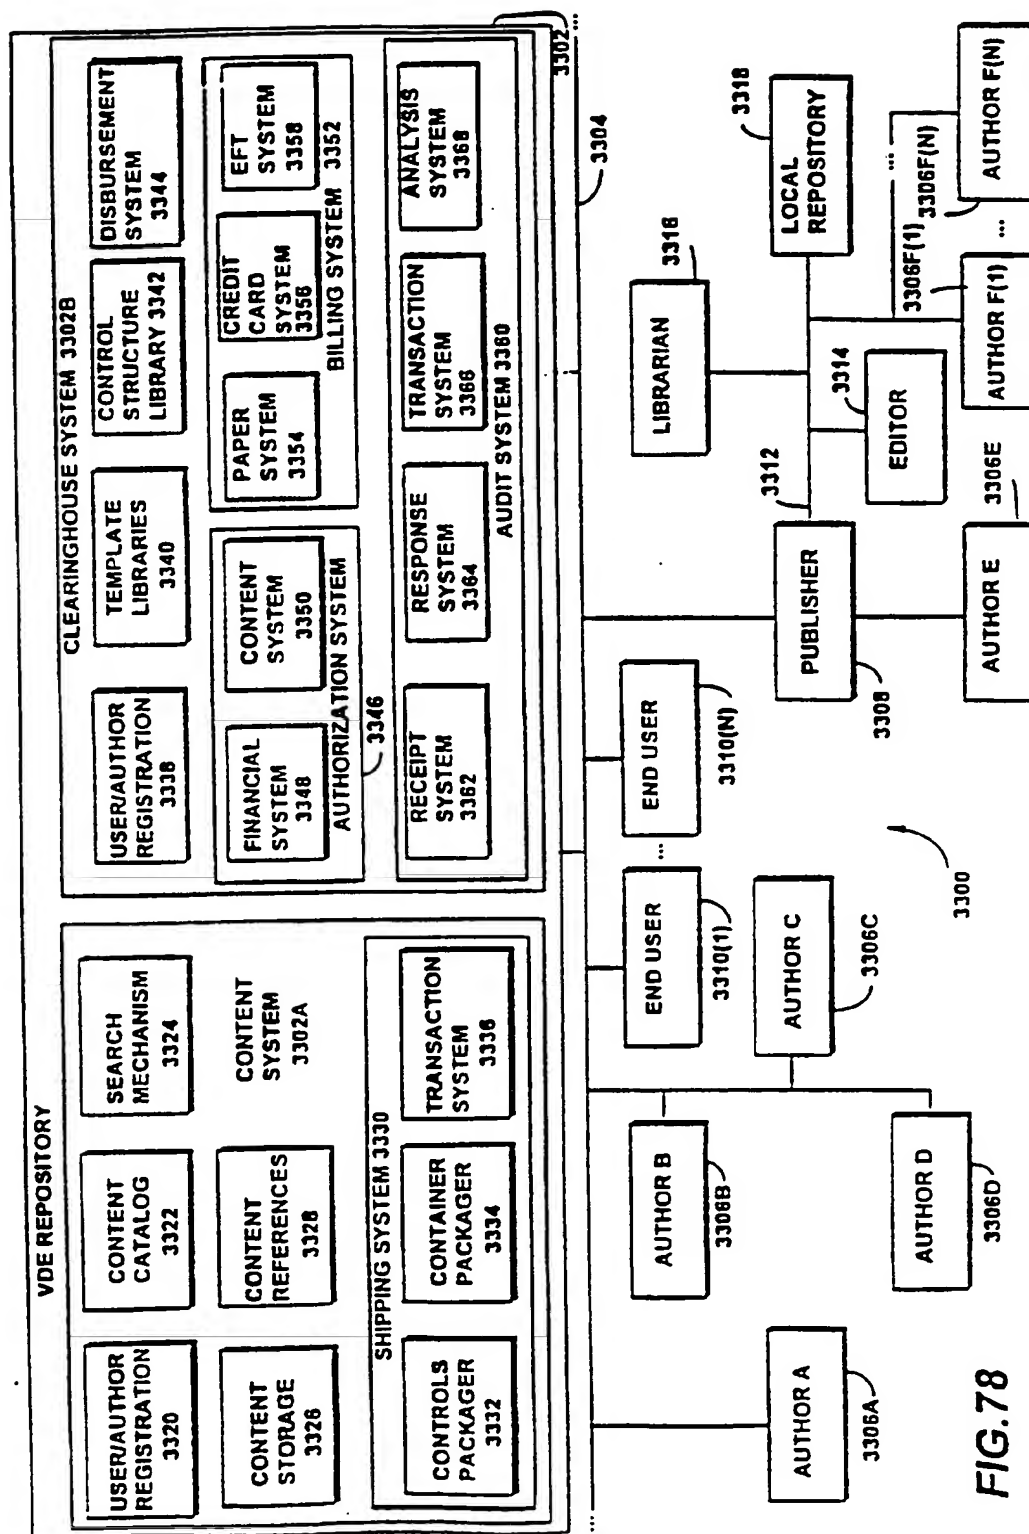 VDE REPOSITORY
USER/AUTHOR
REGISTRATION
3320
CONTENT
CATALOG
3322
SEARCH
MECHANISM
3324
CONTENT
STORAGE
3326
CONTENT
REFERENCES
3328
CONTENT
SYSTEM
3302A
SHIPPING SYSTEM 3330
CONTROLS
PACKAGER
3332
CONTAINER
PACKAGER
3334
TRANSACTION
SYSTEM
3336
CLEARINGHOUSE SYSTEM 3302B
USER/AUTHOR
REGISTRATION
3338
TEMPLATE
LIBRARIES
3340
CONTROL
STRUCTURE
LIBRARY 3342
DISBURSEMENT
SYSTEM
3344
FINANCIAL
SYSTEM
3348
CONTENT
SYSTEM
3350
AUTHORIZATION SYSTEM
3346
PAPER
SYSTEM
3354
CREDIT
CARD
SYSTEM
3356
EFT
SYSTEM
3358
BILLING SYSTEM 3352
RECEIPT
SYSTEM
3362
RESPONSE
SYSTEM
3364
TRANSACTION
SYSTEM
3366
ANALYSIS
SYSTEM
3368
AUDIT SYSTEM 3360
3302
...
...
3304
AUTHOR A
3306A
AUTHOR B
3306B
AUTHOR C
3306C
AUTHOR D
3306D
END USER
3310(1)
...
END USER
3310(N)
3300
PUBLISHER
3308
3312
AUTHOR E
3306E
EDITOR
3314
LIBRARIAN
3316
LOCAL
REPOSITORY
3318
AUTHOR F(1)
3306F(1)
...
...
AUTHOR F(N)
3306F(N)
FIG.78